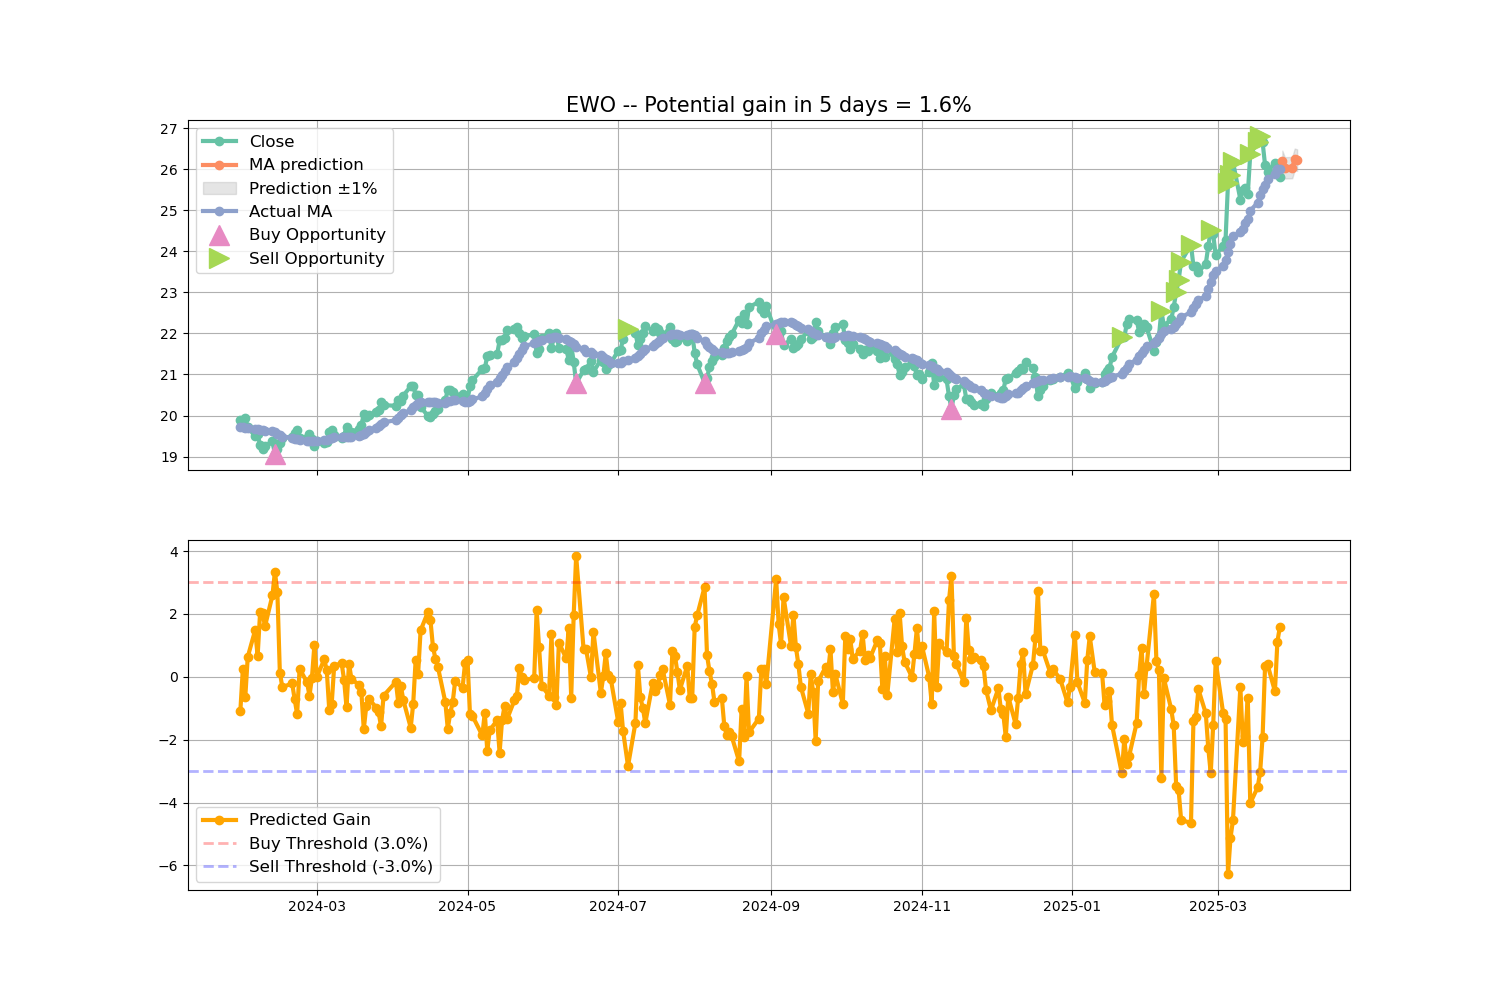 EWO -- Potential gain in 5 days = 1.6%
27
26
25
24
23
22
21
20
19
Close
MA prediction
Prediction ±1%
Actual MA
Buy Opportunity
Sell Opportunity
4
2
0
−2
−4
−6
Predicted Gain
Buy Threshold (3.0%)
Sell Threshold (-3.0%)
2024-03
2024-05
2024-07
2024-09
2024-11
2025-01
2025-03